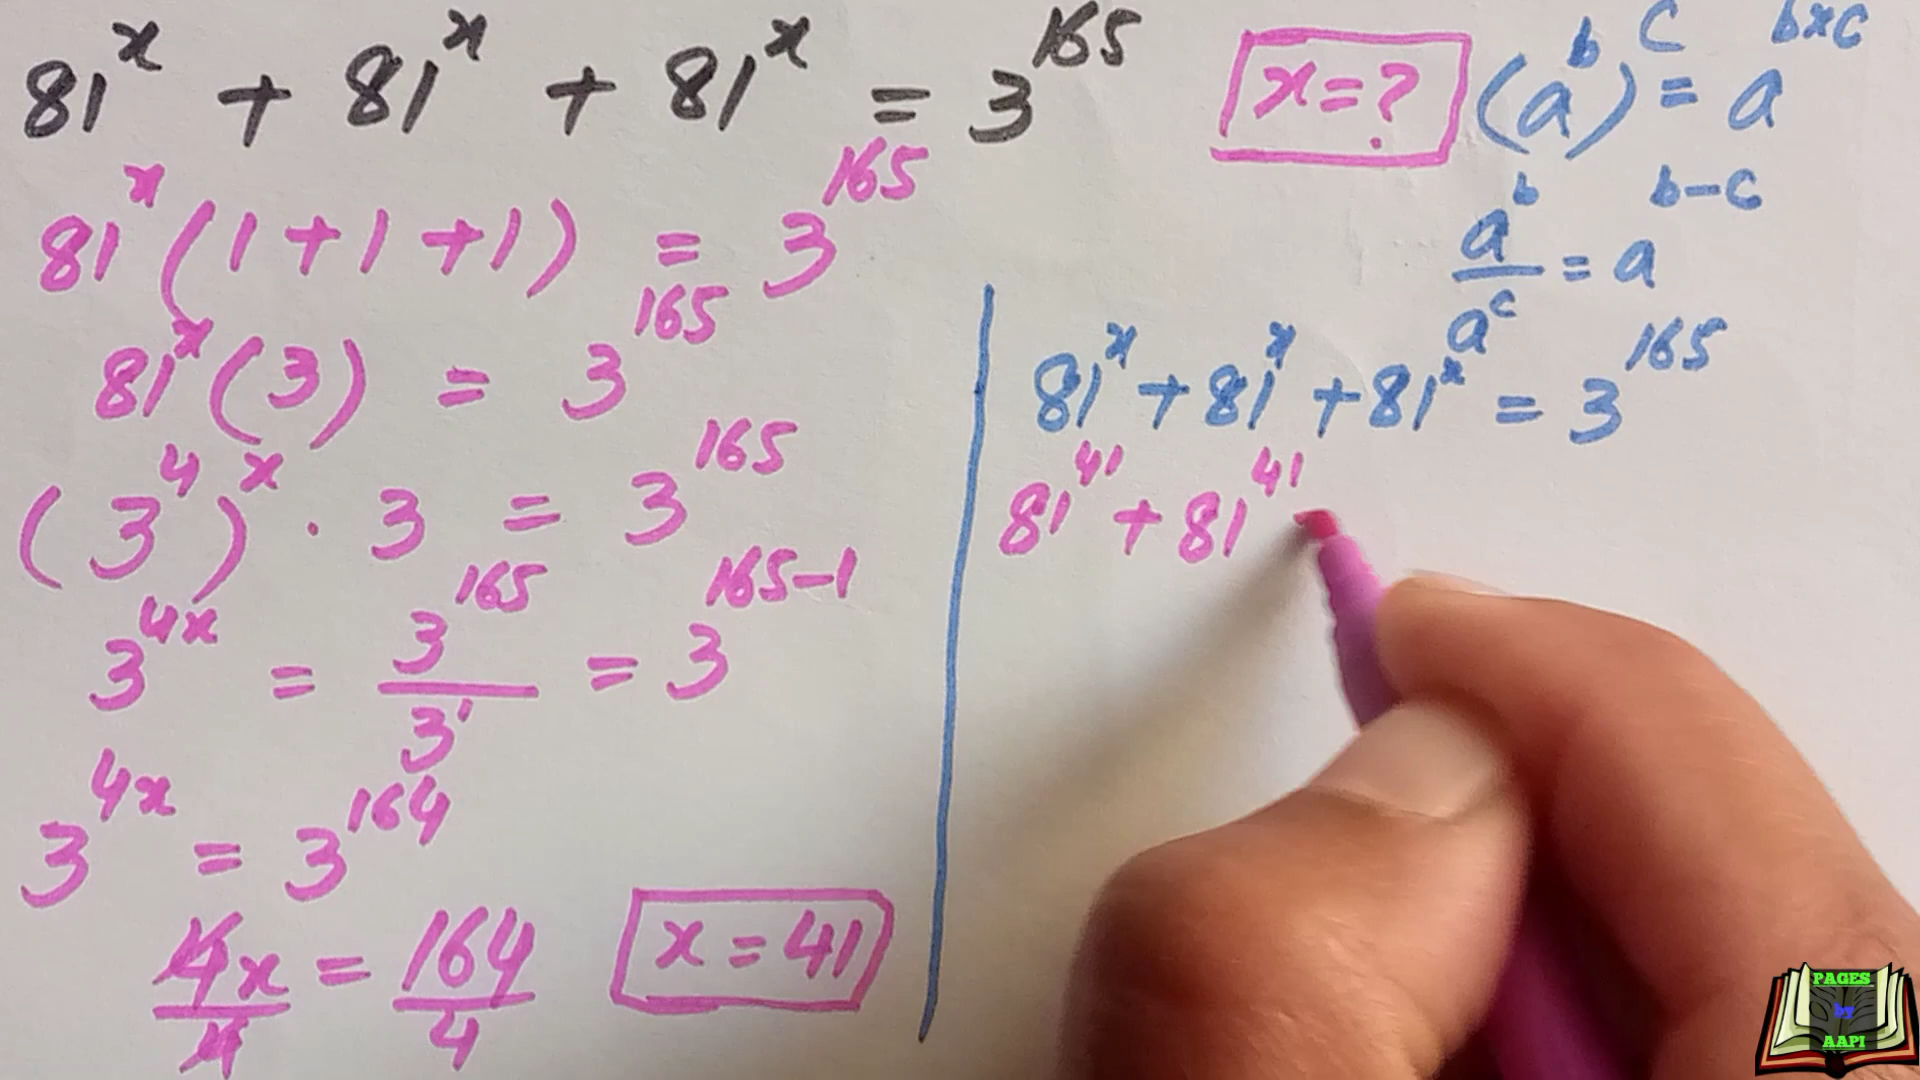 81^x + 81^x + 81^x = 3^165
x = ?
(a^b)^c = a^b×c
a^b/a^c = a^b-c
81^x (1 + 1 + 1) = 3^165
81^x (3) = 3^165
(3^4)^x · 3 = 3^165
3^4x = 3^165/3^1 = 3^165-1
3^4x = 3^164
4x/4 = 164/4
x = 41
81^x + 81^x + 81^x = 3^165
81^41 + 81^41
PAGES
by
AAPI